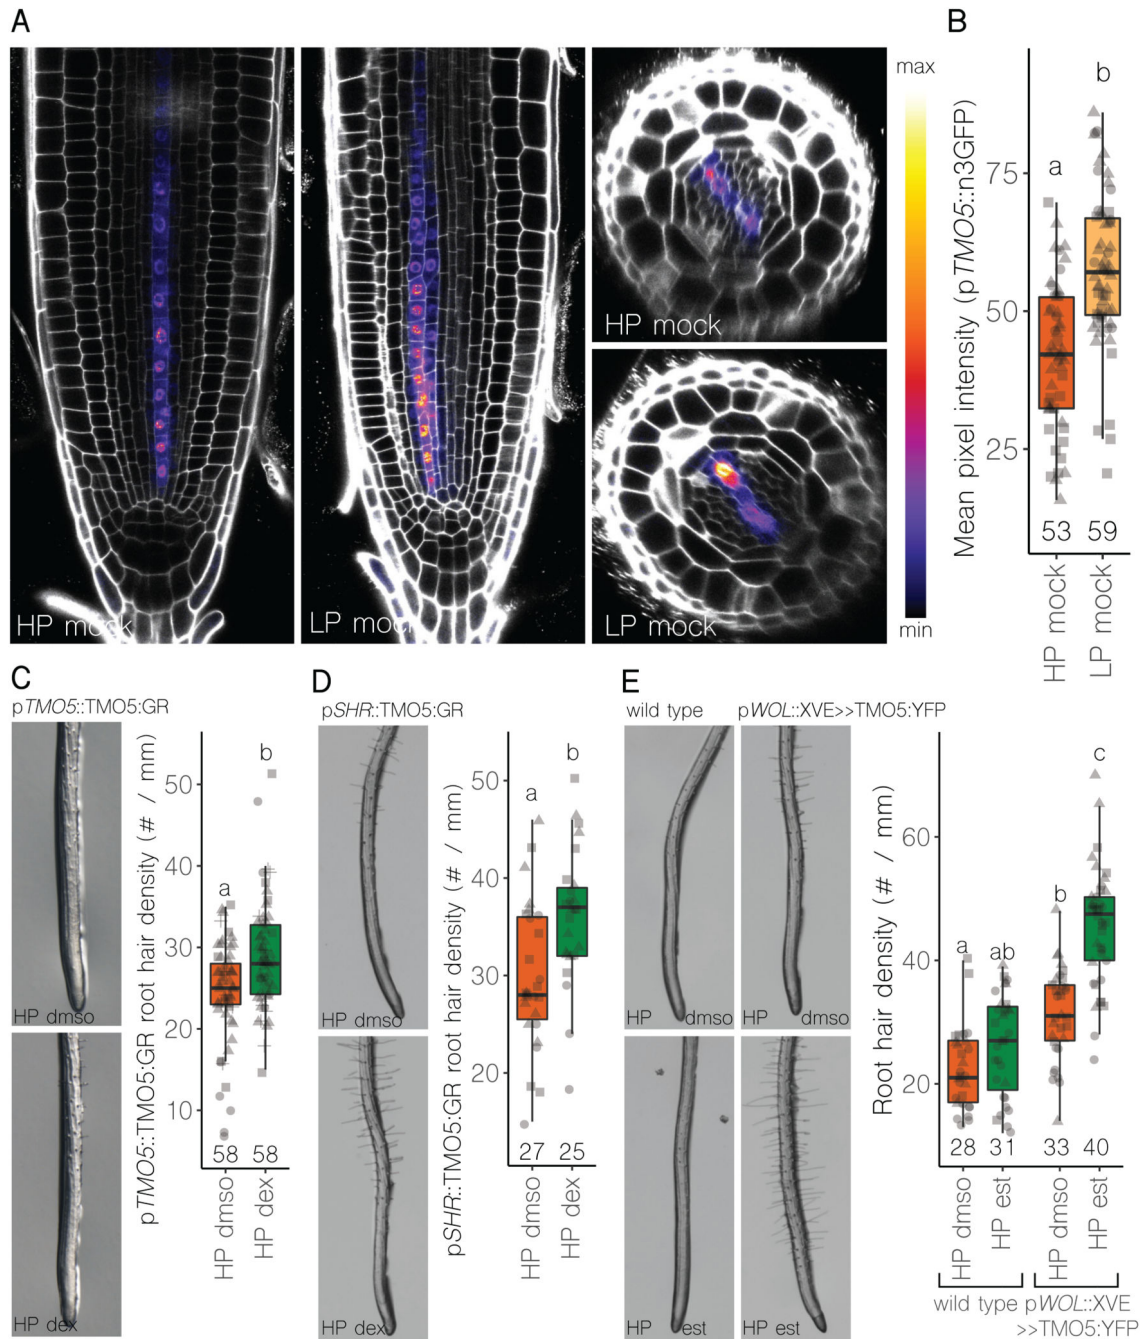 A
HP mock
LP mock
HP mock
LP mock
max
min
B
Mean pixel intensity (pTMO5::n3GFP)
75
50
25
a
b
53
59
HP mock
LP mock
C
pTMO5::TMO5:GR
HP dmso
HP dex
pTMO5::TMO5:GR root hair density (# / mm)
50
40
30
20
10
a
b
58
58
HP dmso
HP dex
D
pSHR::TMO5:GR
HP dmso
HP dex
pSHR::TMO5:GR root hair density (# / mm)
50
40
30
20
a
b
27
25
HP dmso
HP dex
E
wild type
pWOL::XVE>>TMO5:YFP
HP dmso
HP dmso
HP est
HP est
Root hair density (# / mm)
60
40
20
a
ab
b
c
28
31
33
40
HP dmso
HP est
HP dmso
HP est
wild type
pWOL::XVE
>>TMO5:YFP